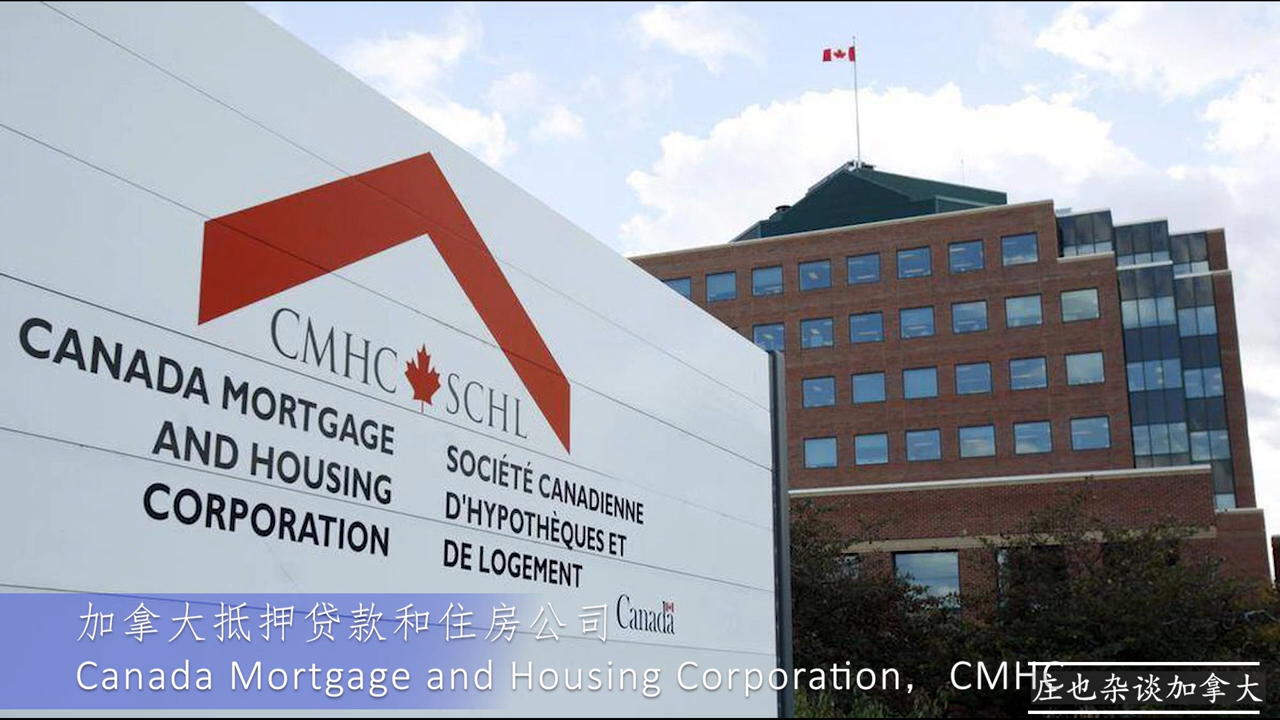 CMHC SCHL
CANADA MORTGAGE
AND HOUSING
CORPORATION
SOCIÉTÉ CANADIENNE
D'HYPOTHÈQUES ET
DE LOGEMENT
Canada
加拿大抵押贷款和住房公司
Canada Mortgage and Housing Corporation， CMHC
庄也杂谈加拿大